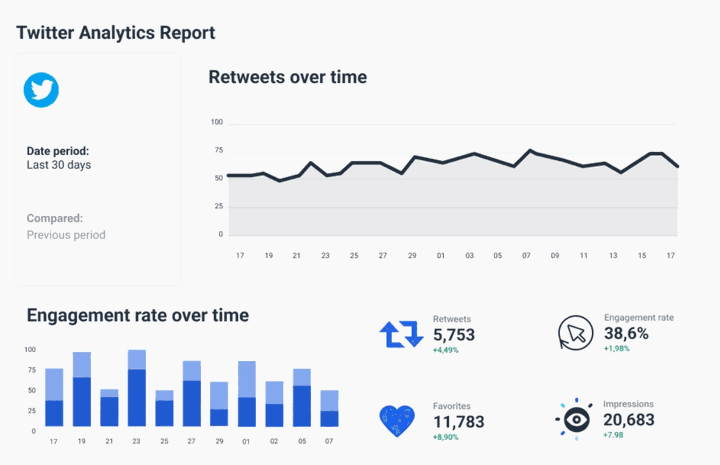 Twitter Analytics Report
Date period:
Last 30 days
Compared:
Previous period
Retweets over time
100
75
50
25
0
17 19 21 23 25 27 29 01 03 05 07 09 11 13 15 17
Engagement rate over time
100
75
50
25
0
17 19 21 23 25 27 29 01 02 05 07
Retweets
5,753
+4,49%
Engagement rate
38,6%
+1,98%
Favorites
11,783
+8,90%
Impressions
20,683
+7.98